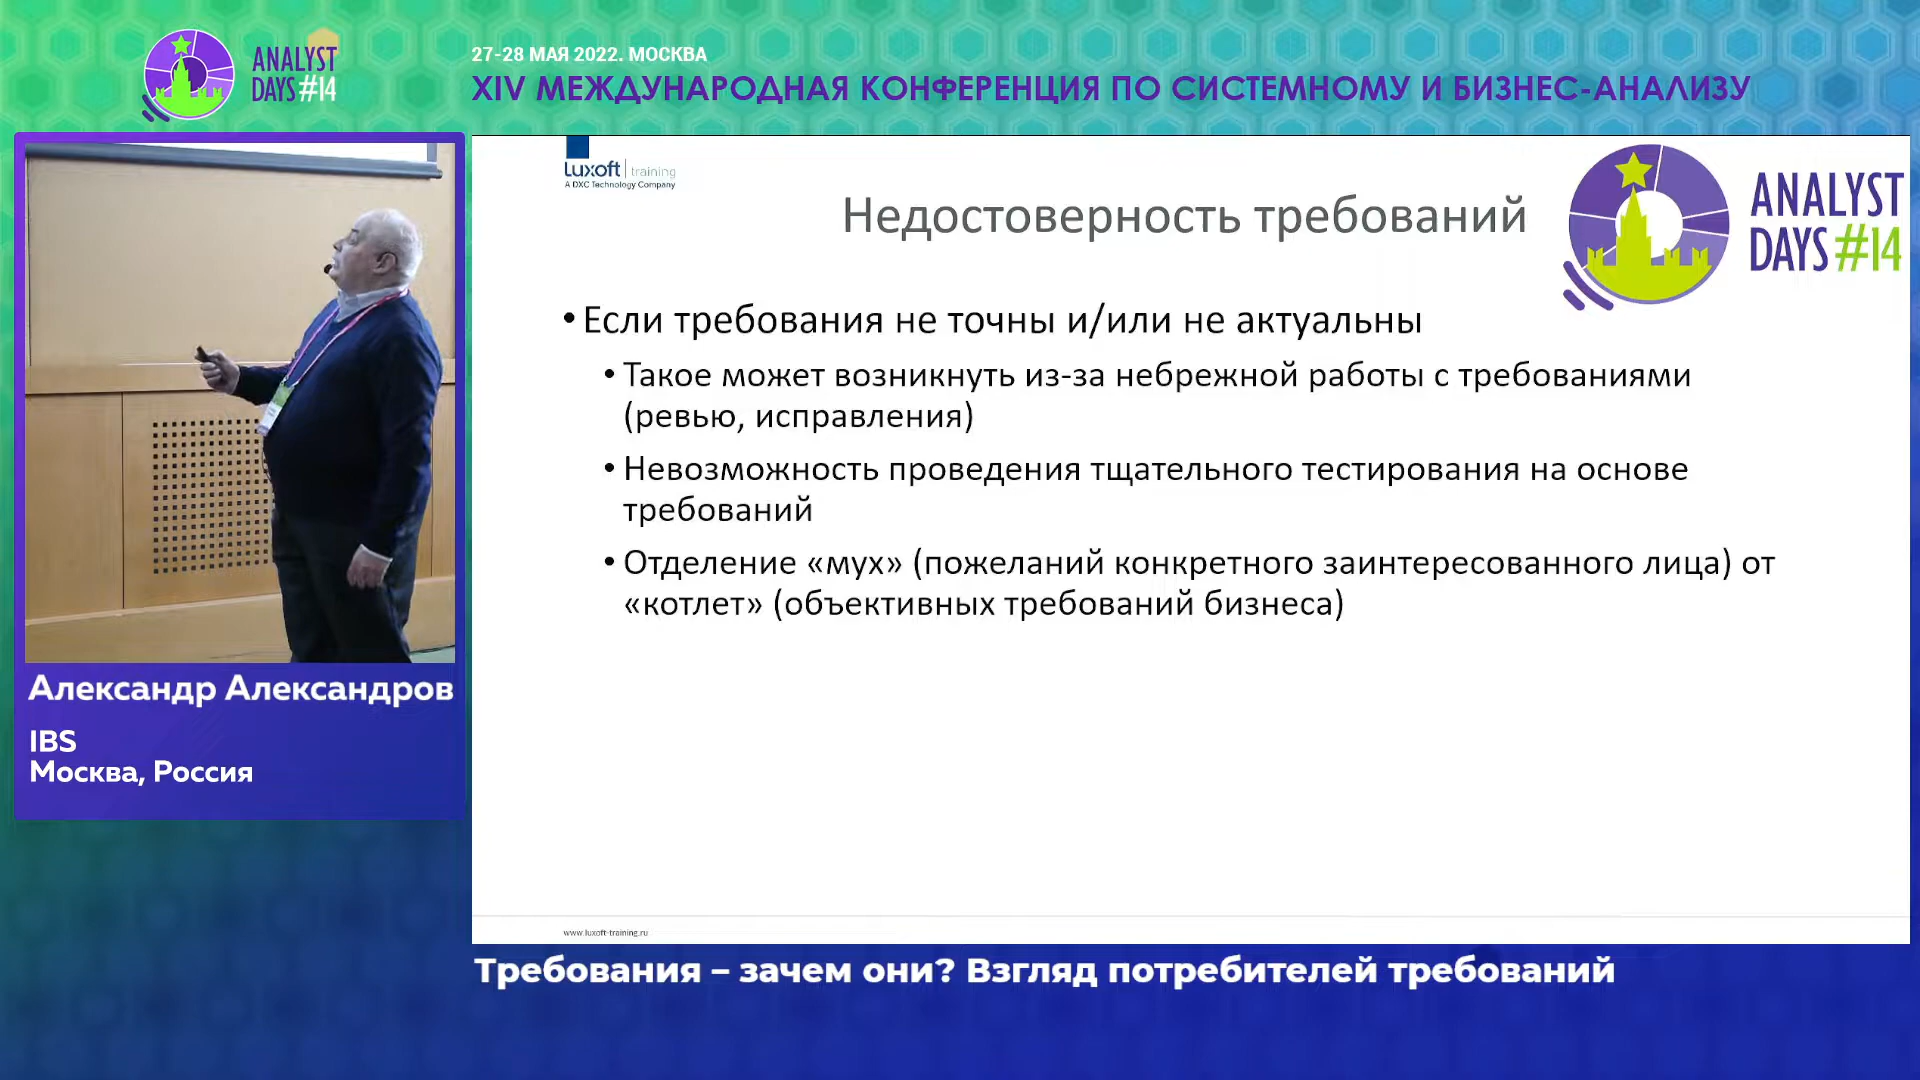 ANALYST
DAYS #14
27-28 МАЯ 2022. МОСКВА
XIV МЕЖДУНАРОДНАЯ КОНФЕРЕНЦИЯ ПО СИСТЕМНОМУ И БИЗНЕС-АНАЛИЗУ
Luxoft training
A DXC Technology Company
Недостоверность требований
ANALYST
DAYS #14
• Если требования не точны и/или не актуальны
• Такое может возникнуть из-за небрежной работы с требованиями
(ревью, исправления)
• Невозможность проведения тщательного тестирования на основе
требований
• Отделение «мух» (пожеланий конкретного заинтересованного лица) от
«котлет» (объективных требований бизнеса)
www.luxoft-training.ru
Александр Александров
IBS
Москва, Россия
Требования – зачем они? Взгляд потребителей требований